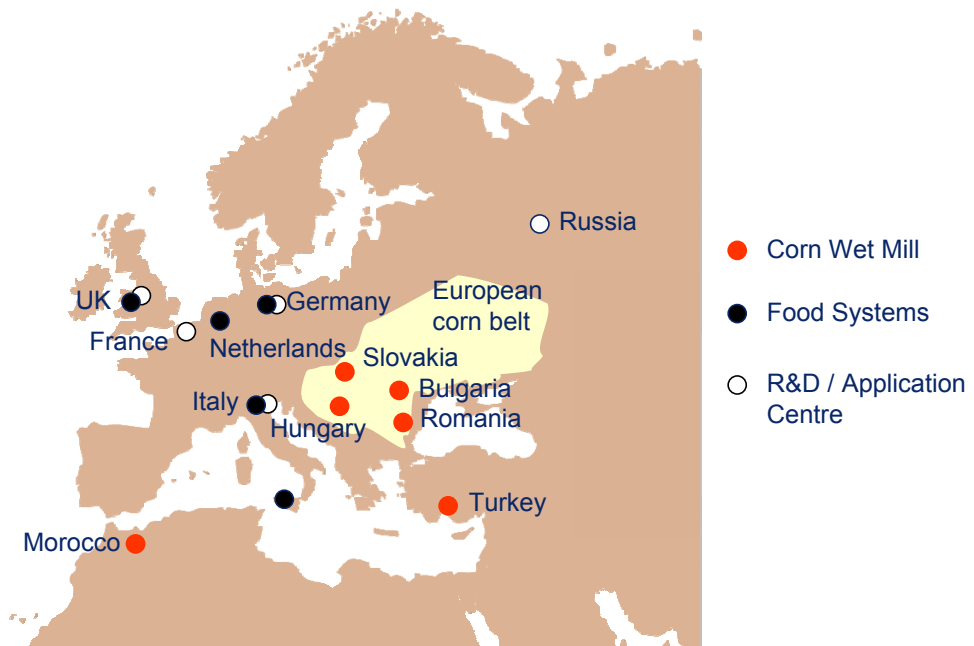 Russia
Corn Wet Mill
European
corn belt
UK
Germany
Food Systems
France
Netherlands
Slovakia
R&D / Application
Centre
Bulgaria
Italy
Hungary
Romania
Turkey
Morocco